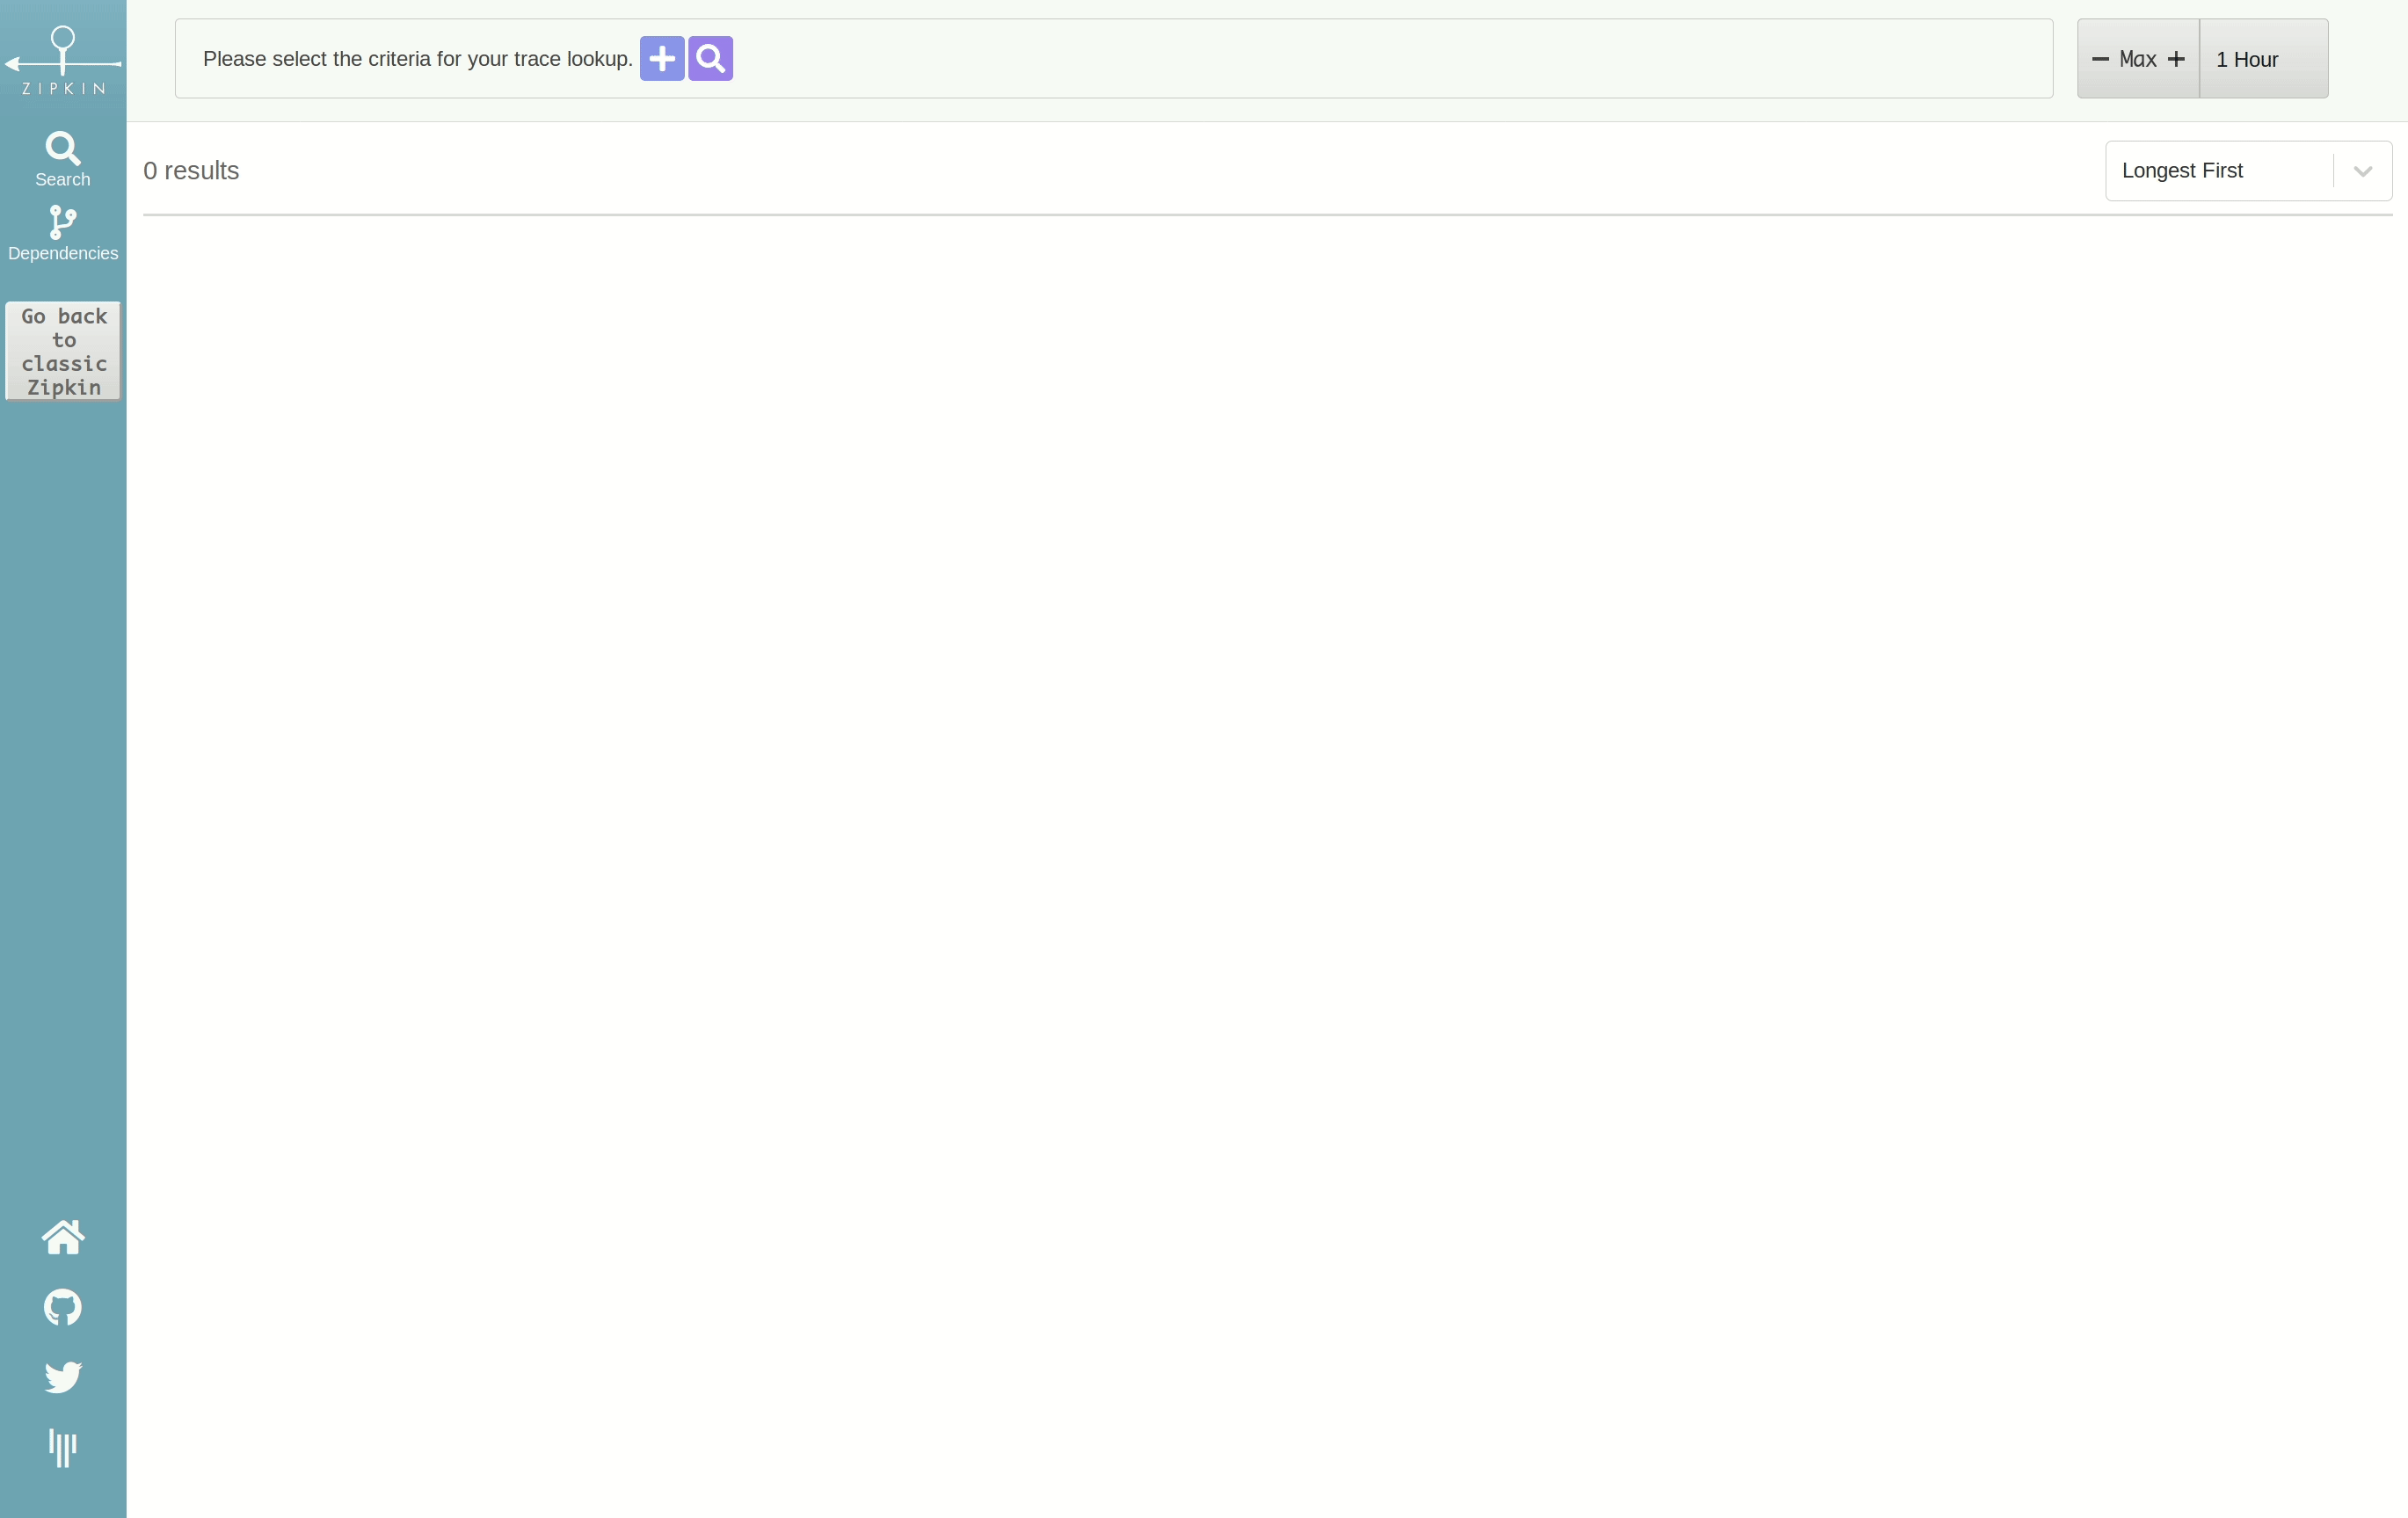 ZIPKIN
Search
Dependencies
Go back
to
classic
Zipkin
Please select the criteria for your trace lookup.
Max
1 Hour
0 results
Longest First